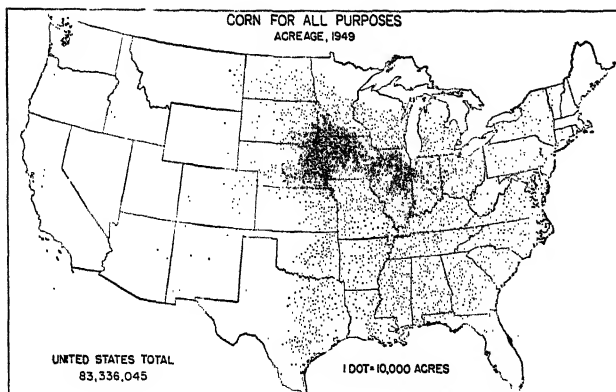 CORN FOR ALL PURPOSES
ACREAGE, 1949
UNITED STATES TOTAL
83,336,045
1 DOT=10,000 ACRES